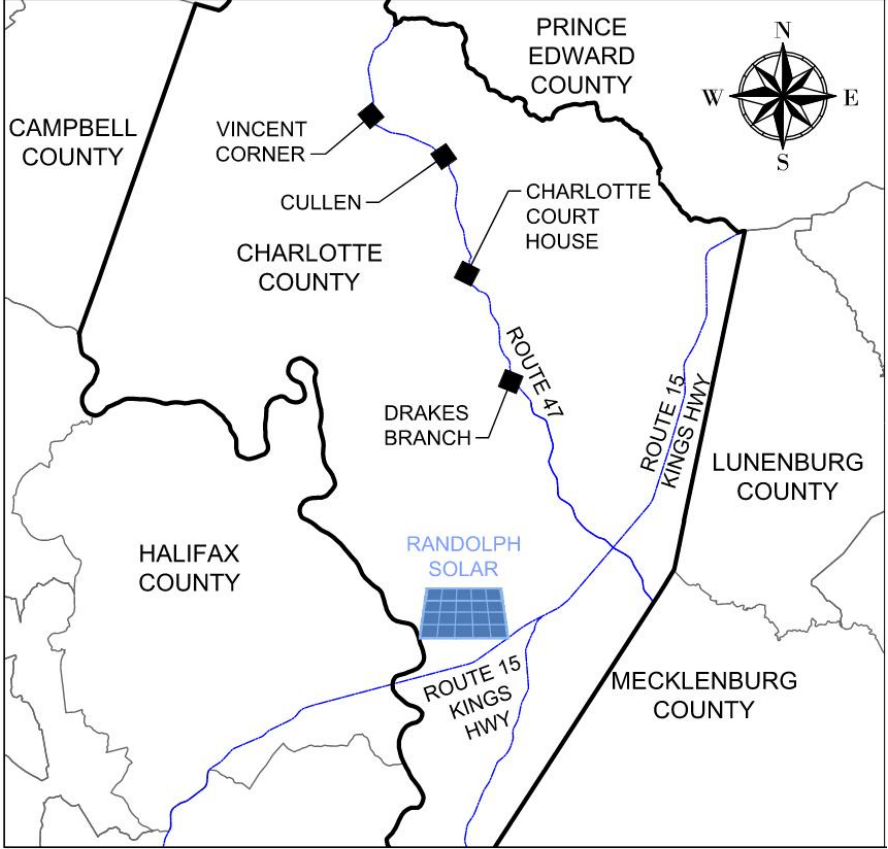 PRINCE
EDWARD
COUNTY
N
W
E
S
CAMPBELL
COUNTY
VINCENT
CORNER
CULLEN
CHARLOTTE
COURT
HOUSE
CHARLOTTE
COUNTY
ROUTE 47
ROUTE 15
KINGS HWY
DRAKES
BRANCH
LUNENBURG
COUNTY
HALIFAX
COUNTY
RANDOLPH
SOLAR
ROUTE 15
KINGS
HWY
MECKLENBURG
COUNTY